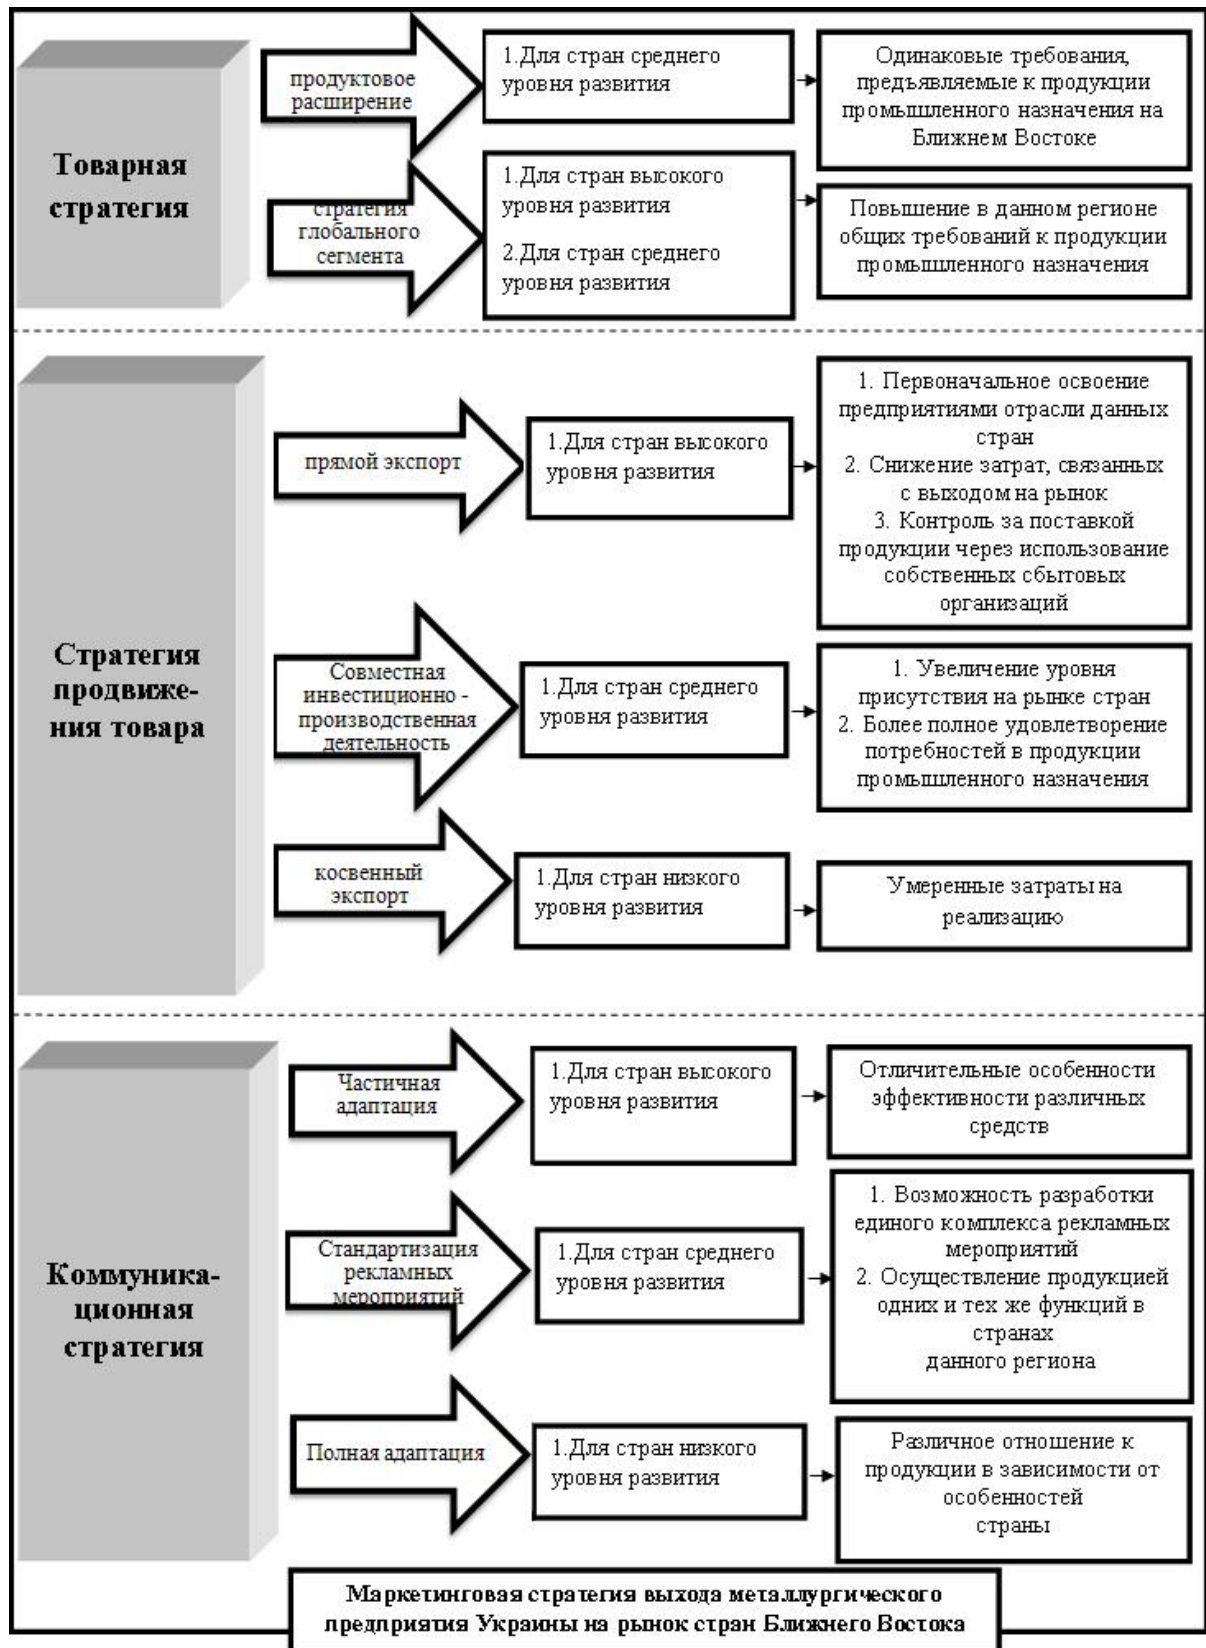 Товарная
стратегия
продуктовое
расширение
1.Для стран среднего
уровня развития
Одинаковые требования,
предъявляемые к продукции
промышленного назначения на
Ближнем Востоке
стратегия
глобального
сегмента
1.Для стран высокого
уровня развития
2.Для стран среднего
уровня развития
Повышение в данном регионе
общих требований к продукции
промышленного назначения
Стратегия
продвиже-
ния товара
прямой экспорт
1.Для стран высокого
уровня развития
1. Первоначальное освоение
предприятиями отрасли данных
стран
2. Снижение затрат, связанных
с выходом на рынок
3. Контроль за поставкой
продукции через использование
собственных сбытовых
организаций
Совместная
инвестиционно -
производственная
деятельность
1.Для стран среднего
уровня развития
1. Увеличение уровня
присутствия на рынке стран
2. Более полное удовлетворение
потребностей в продукции
промышленного назначения
косвенный
экспорт
1.Для стран низкого
уровня развития
Умеренные затраты на
реализацию
Коммуника-
ционная
стратегия
Частичная
адаптация
1.Для стран высокого
уровня развития
Отличительные особенности
эффективности различных
средств
Стандартизация
рекламных
мероприятий
1.Для стран среднего
уровня развития
1. Возможность разработки
единого комплекса рекламных
мероприятий
2. Осуществление продукцией
одних и тех же функций в
странах
данного региона
Полная адаптация
1.Для стран низкого
уровня развития
Различное отношение к
продукции в зависимости от
особенностей
страны
Маркетинговая стратегия выхода металлургического
предприятия Украины на рынок стран Ближнего Востока